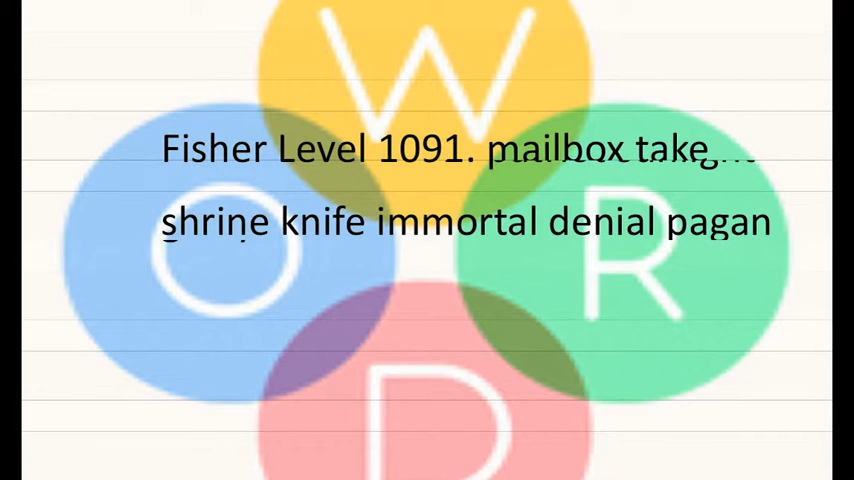 W
Fisher Level 1091. mailbox take
shrine knife immortal denial pagan
O R
D